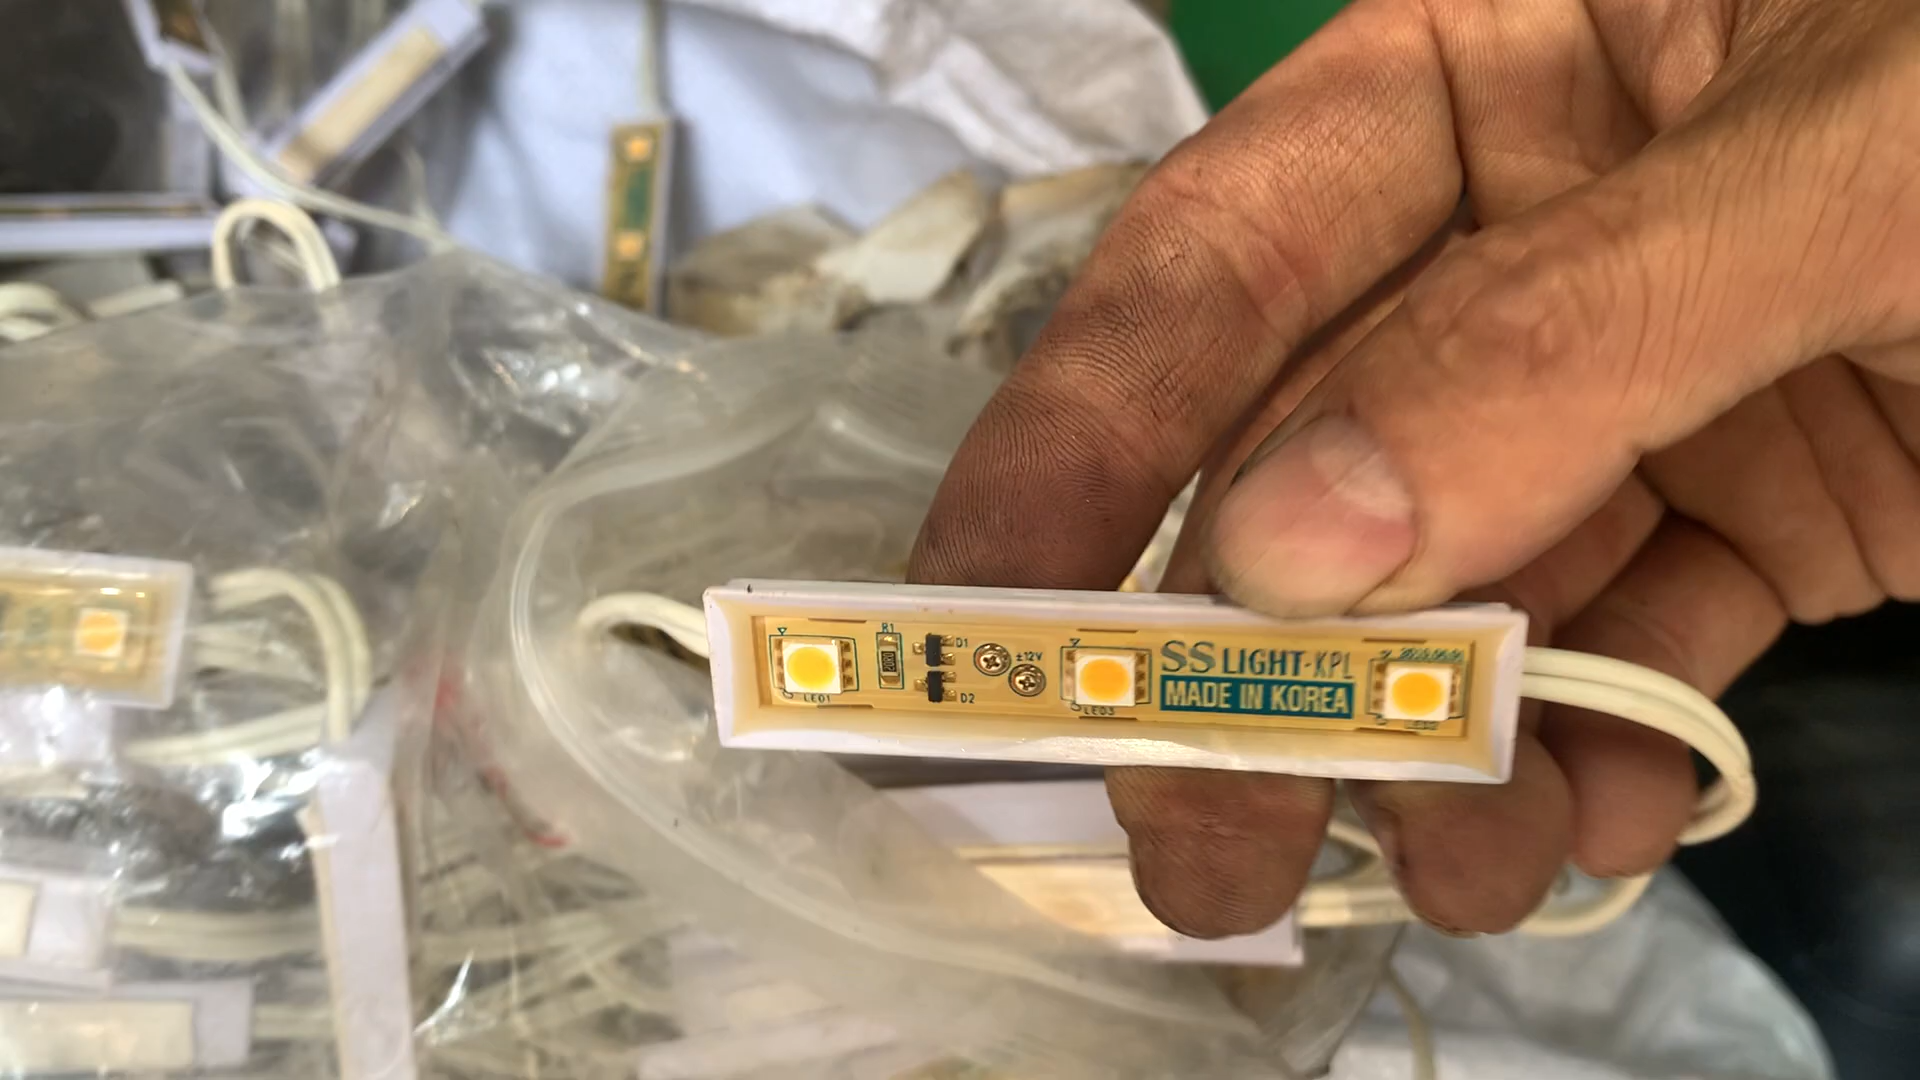 R1
D1
±12V
D2
LED1
LED3
SS LIGHT-KPL
MADE IN KOREA